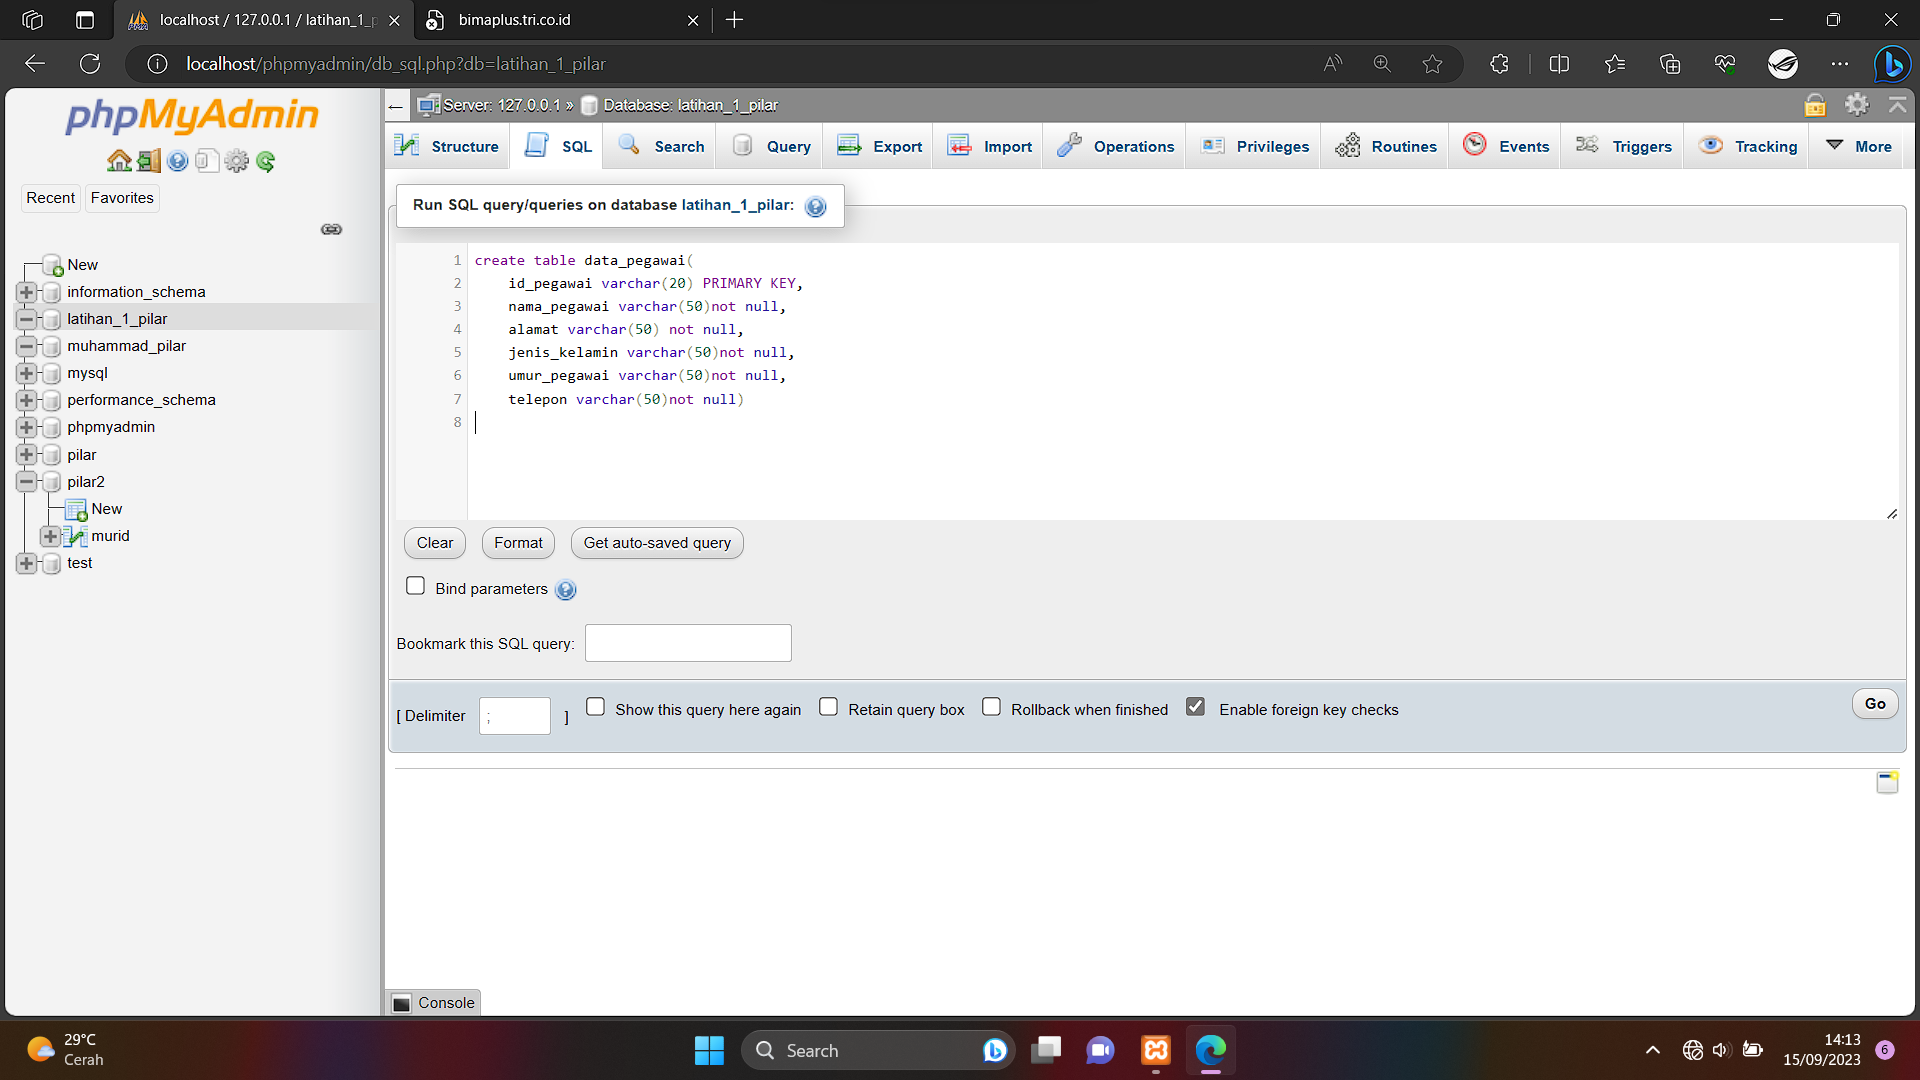 localhost / 127.0.0.1 / latihan_1_p
bimaplus.tri.co.id
localhost/phpmyadmin/db_sql.php?db=latihan_1_pilar
phpMyAdmin
Recent
Favorites
New
information_schema
latihan_1_pilar
muhammad_pilar
mysql
performance_schema
phpmyadmin
pilar
pilar2
New
murid
test
Server: 127.0.0.1 » Database: latihan_1_pilar
Structure SQL Search Query Export Import Operations Privileges Routines Events Triggers Tracking More
Run SQL query/queries on database latihan_1_pilar:
1 create table data_pegawai(
2 id_pegawai varchar(20) PRIMARY KEY,
3 nama_pegawai varchar(50)not null,
4 alamat varchar(50) not null,
5 jenis_kelamin varchar(50)not null,
6 umur_pegawai varchar(50)not null,
7 telepon varchar(50)not null)
8
Clear Format Get auto-saved query
Bind parameters
Bookmark this SQL query:
[ Delimiter ; ] Show this query here again Retain query box Rollback when finished Enable foreign key checks
Go
Console
29°C
Cerah
Search
14:13
15/09/2023
6